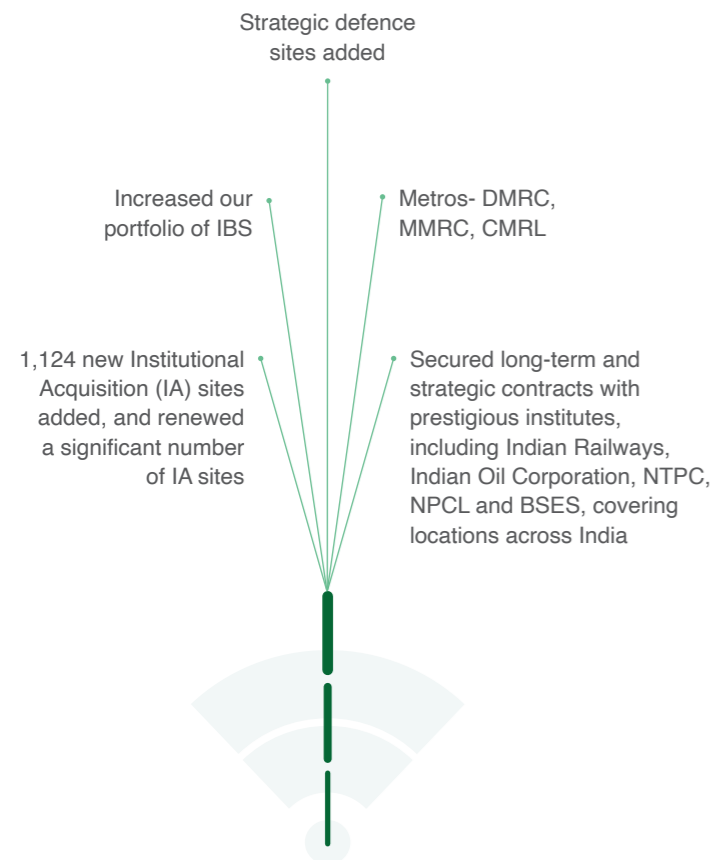 Strategic defence
sites added
Increased our
portfolio of IBS
Metros- DMRC,
MMRC, CMRL
1,124 new Institutional
Acquisition (IA) sites
added, and renewed
a significant number
of IA sites
Secured long-term and
strategic contracts with
prestigious institutes,
including Indian Railways,
Indian Oil Corporation, NTPC,
NPCL and BSES, covering
locations across India